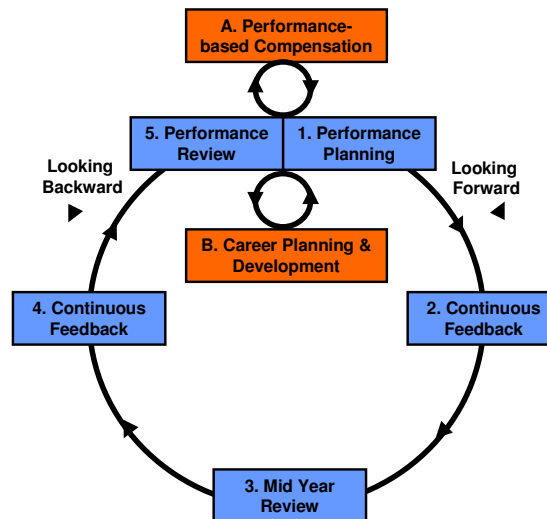 A. Performance-
based Compensation
5. Performance
Review
1. Performance
Planning
Looking
Backward
Looking
Forward
B. Career Planning &
Development
4. Continuous
Feedback
2. Continuous
Feedback
3. Mid Year
Review